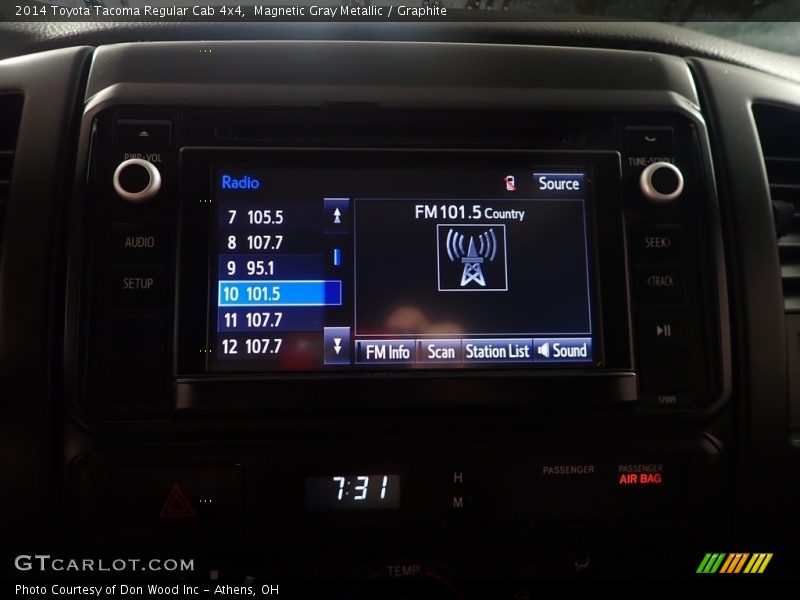 2014 Toyota Tacoma Regular Cab 4x4, Magnetic Gray Metallic / Graphite
PWR•VOL
TUNE•SCROLL
Radio
Source
7 105.5
8 107.7
9 95.1
10 101.5
11 107.7
12 107.7
FM 101.5 Country
FM Info
Scan
Station List
Sound
AUDIO
SETUP
SEEK>
<TRACK
57089
7:31
H
M
PASSENGER
PASSENGER
AIR BAG
TEMP
GTCARLOT.COM
Photo Courtesy of Don Wood Inc - Athens, OH